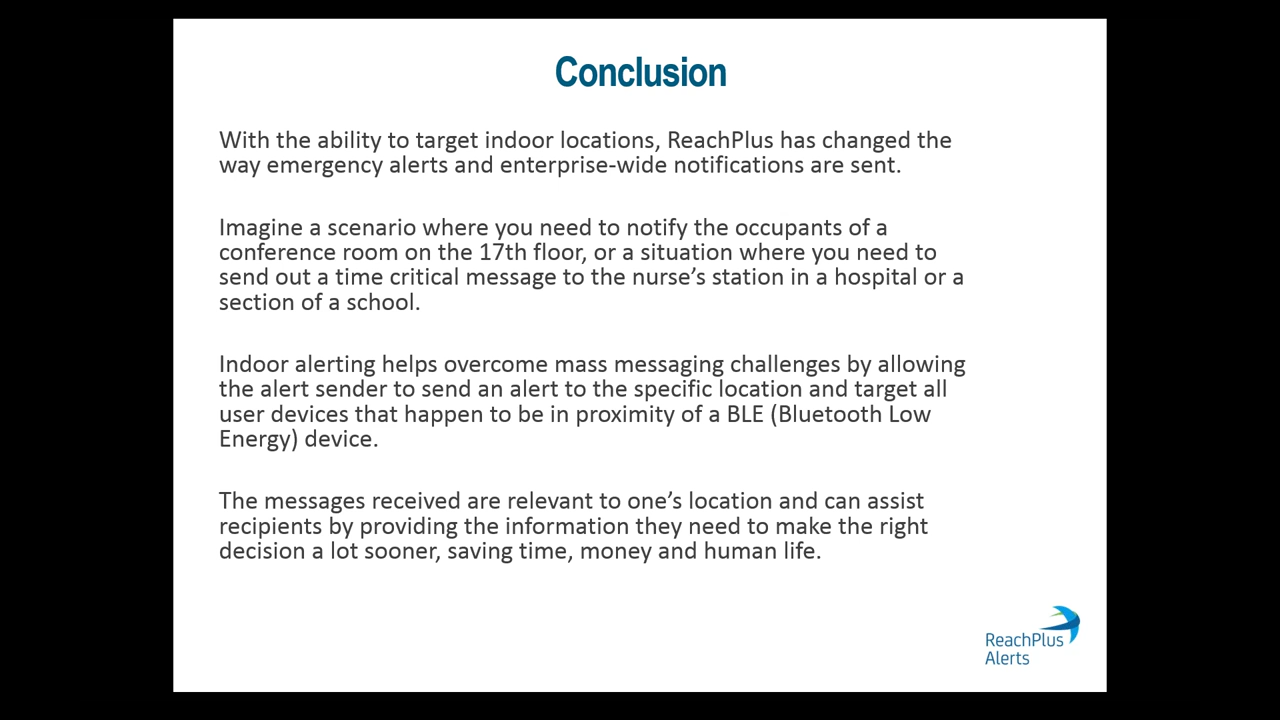 Conclusion
With the ability to target indoor locations, ReachPlus has changed the
way emergency alerts and enterprise-wide notifications are sent.
Imagine a scenario where you need to notify the occupants of a
conference room on the 17th floor, or a situation where you need to
send out a time critical message to the nurse’s station in a hospital or a
section of a school.
Indoor alerting helps overcome mass messaging challenges by allowing
the alert sender to send an alert to the specific location and target all
user devices that happen to be in proximity of a BLE (Bluetooth Low
Energy) device.
The messages received are relevant to one’s location and can assist
recipients by providing the information they need to make the right
decision a lot sooner, saving time, money and human life.
ReachPlus
Alerts